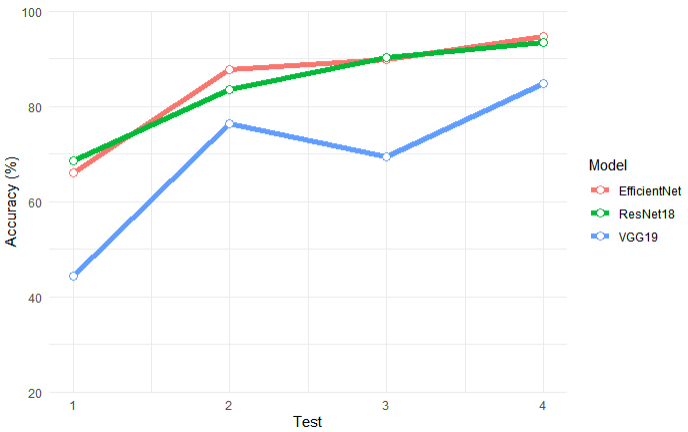 100
80
60
40
20
Accuracy (%)
1 2 3 4
Test
Model
EfficientNet
ResNet18
VGG19